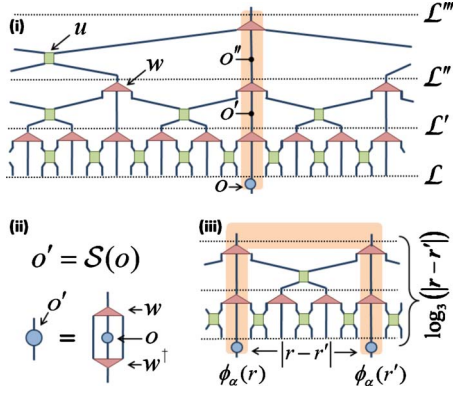 (i)
u
ℒ'''
o''
w
ℒ''
o'
ℒ'
o
ℒ
(ii)
o' = 𝒮(o)
o'
=
w
o
w†
(iii)
log₃(|r − r'|)
|r − r'|
ϕα(r)
ϕα(r')